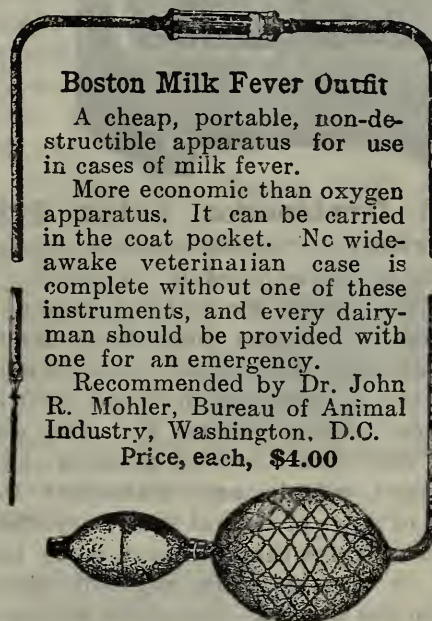 Boston Milk Fever Outfit
A cheap, portable, non-de-
structible apparatus for use
in cases of milk fever.
More economic than oxygen
apparatus. It can be carried
in the coat pocket. Nc wide-
awake veterinaiian case is
complete without one of these
instruments, and every dairy-
man should be provided with
one for an emergency.
Recommended by Dr. John
R. Mohler, Bureau of Animal
Industry, Washington, D.C.
Price, each, $4.00